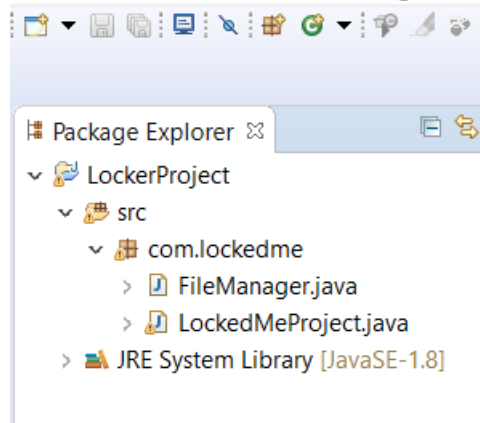 Package Explorer
LockerProject
src
com.lockedme
FileManager.java
LockedMeProject.java
JRE System Library [JavaSE-1.8]